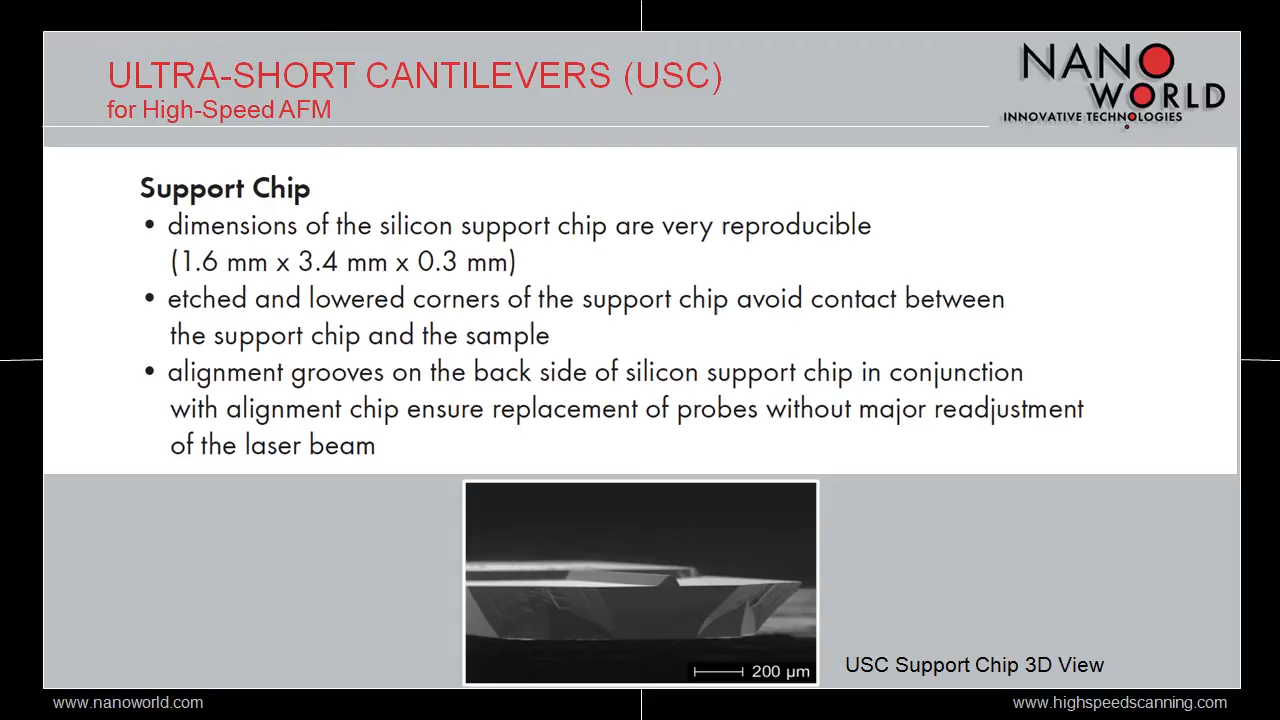 ULTRA-SHORT CANTILEVERS (USC)
for High-Speed AFM
NANO
WORLD
INNOVATIVE TECHNOLOGIES
Support Chip
• dimensions of the silicon support chip are very reproducible
(1.6 mm x 3.4 mm x 0.3 mm)
• etched and lowered corners of the support chip avoid contact between
the support chip and the sample
• alignment grooves on the back side of silicon support chip in conjunction
with alignment chip ensure replacement of probes without major readjustment
of the laser beam
200 µm
USC Support Chip 3D View
www.nanoworld.com
www.highspeedscanning.com